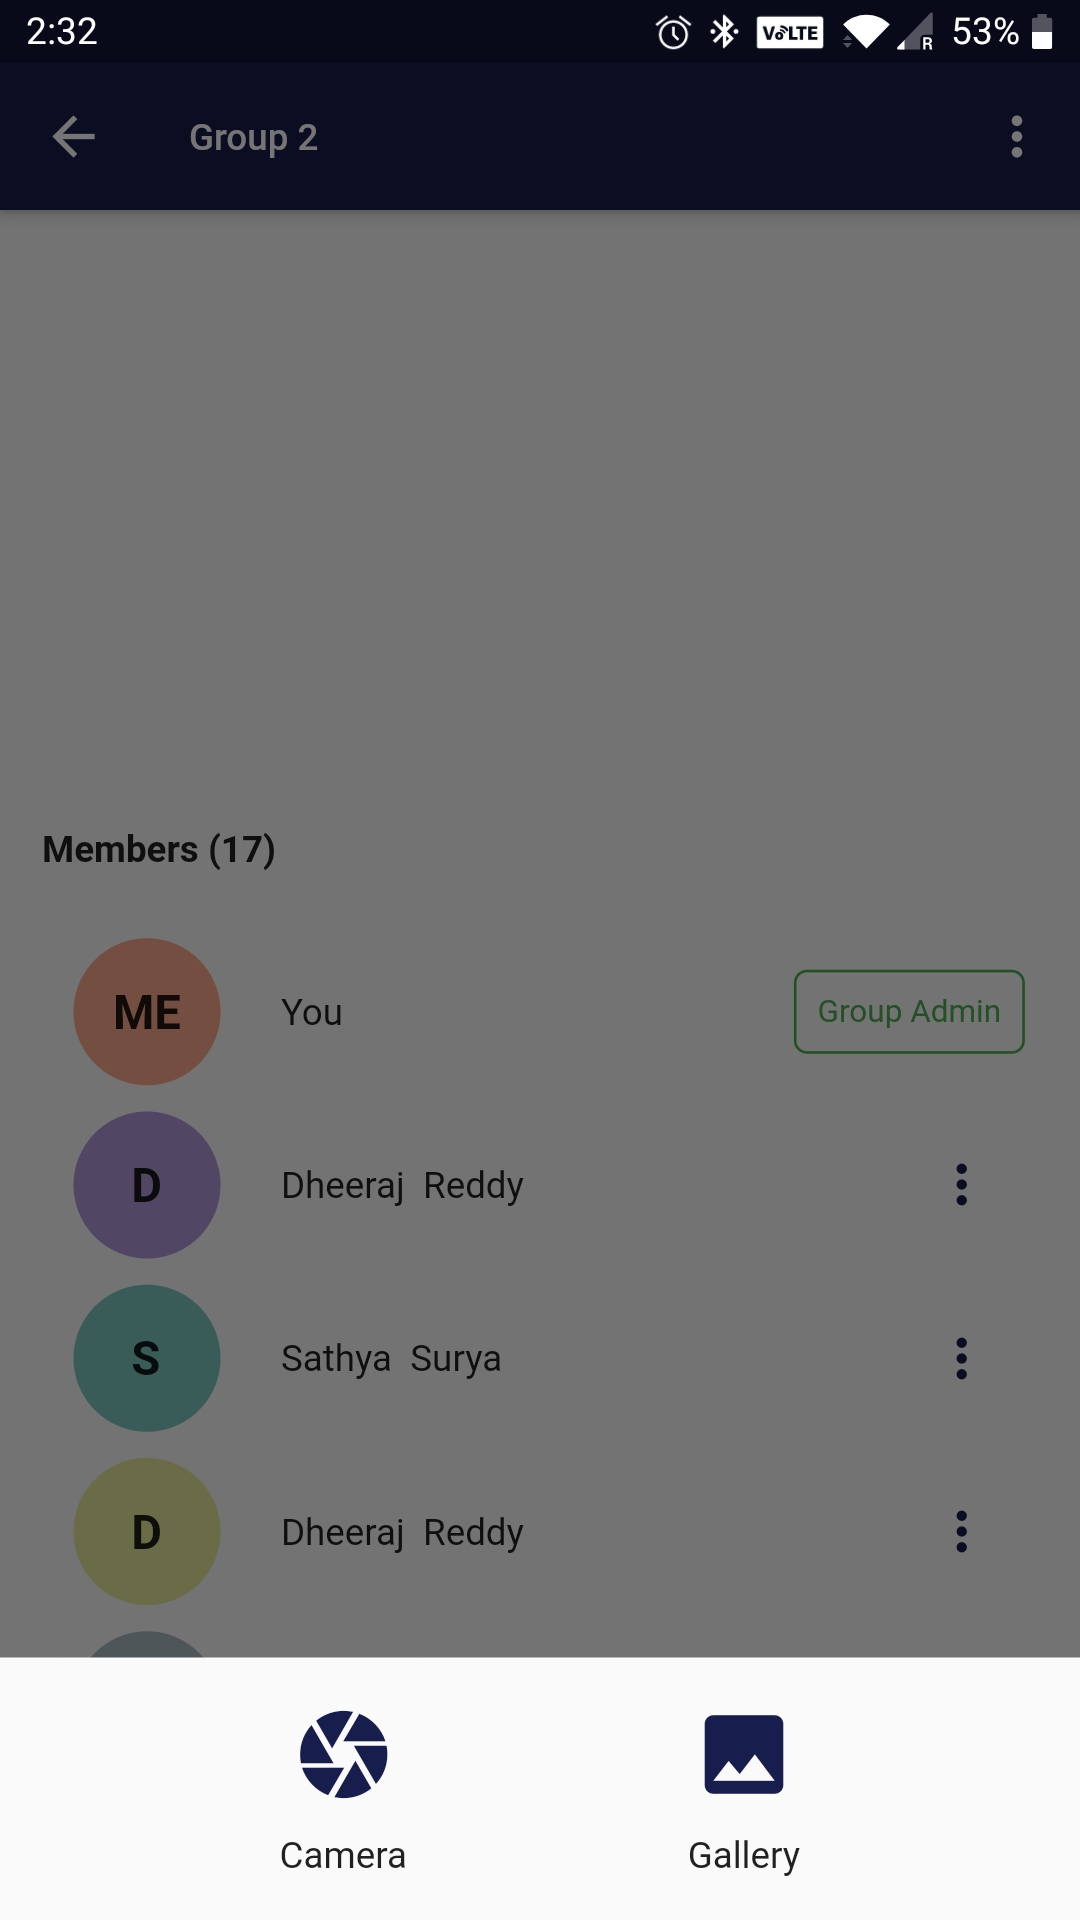 2:32 VoLTE R 53%
Group 2
Members (17)
ME You Group Admin
D Dheeraj Reddy
S Sathya Surya
D Dheeraj Reddy
Camera Gallery